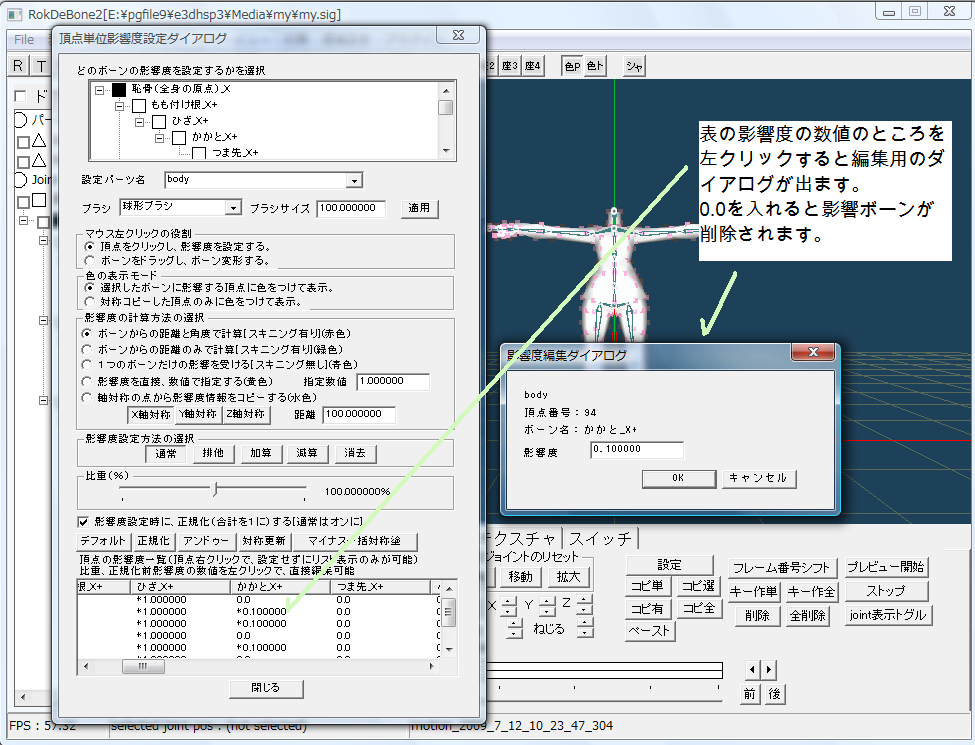 RokDeBone2[E:¥pgfile9¥e3dhsp3¥Media¥my¥my.sig]
File
頂点単位影響度設定ダイアログ
R T
2 座3 座4 色P 色ト シャ
ド
パー
Join
どのボーンの影響度を設定するかを選択
恥骨(全身の原点)_X
もも付け根_X+
ひざ_X+
かかと_X+
つま先_X+
設定パーツ名 body
ブラシ 球形ブラシ ブラシサイズ 100.000000 適用
マウス左クリックの役割
頂点をクリックし、影響度を設定する。
ボーンをドラッグし、ボーン変形する。
色の表示モード
選択したボーンに影響する頂点に色をつけて表示。
対称コピーした頂点のみに色をつけて表示。
影響度の計算方法の選択
ボーンからの距離と角度で計算[スキニング有り](赤色)
ボーンからの距離のみで計算[スキニング有り](緑色)
1つのボーンだけの影響を受ける[スキニング無し](青色)
影響度を直接、数値で指定する(黄色) 指定数値 1.000000
軸対称の点から影響度情報をコピーする(水色)
X軸対称 Y軸対称 Z軸対称 距離 100.000000
影響度設定方法の選択
通常 排他 加算 減算 消去
比重(%)
100.000000%
影響度設定時に、正規化(合計を1に)する[通常はオンに]
デフォルト 正規化 アンドゥー 対称更新 マイナス一括対称塗
頂点の影響度一覧(頂点右クリックで、設定せずにリスト表示のみが可能)
比重、正規化前影響度の数値を左クリックで、直接編集可能
根_X+ ひざ_X+ かかと_X+ つま先_X+
*1.000000 0.0 0.0
*1.000000 *0.100000 0.0
*1.000000 *0.100000 0.0
*1.000000 0.0 0.0
*1.000000 *0.100000 0.0
閉じる
表の影響度の数値のところを
左クリックすると編集用のダ
イアログが出ます。
0.0を入れると影響ボーンが
削除されます。
影響度編集ダイアログ
body
頂点番号:94
ボーン名:かかと_X+
影響度 0.100000
OK キャンセル
クスチャ スイッチ
ジョイントのリセット
移動 拡大
X Y Z
ねじる
設定
コピ単 コピ選
コピ有 コピ全
ペースト
フレーム番号シフト プレビュー開始
キー作単 キー作全 ストップ
削除 全削除 joint表示トグル
前 後
FPS : 57.32 selected joint pos : (not selected) motion_2009_7_12_10_23_47_304